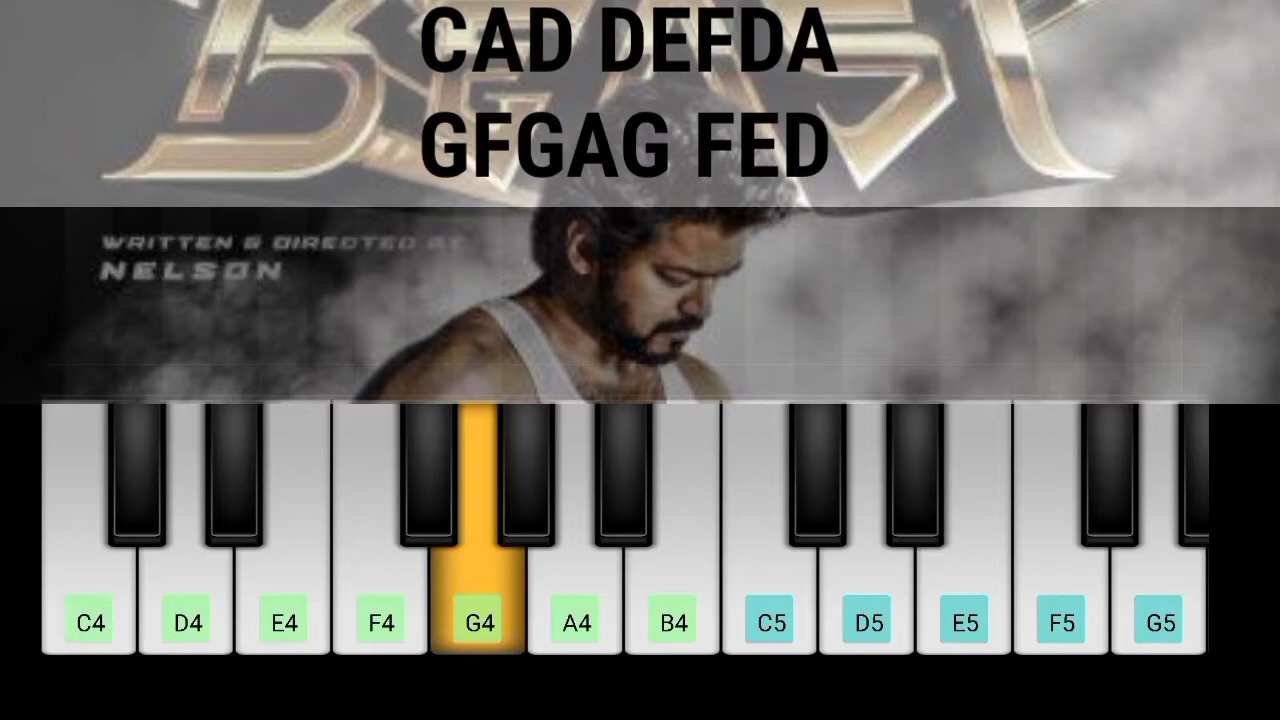 BEAST
CAD DEFDA
GFGAG FED
WRITTEN & DIRECTED BY
NELSON
C4 D4 E4 F4 G4 A4 B4 C5 D5 E5 F5 G5